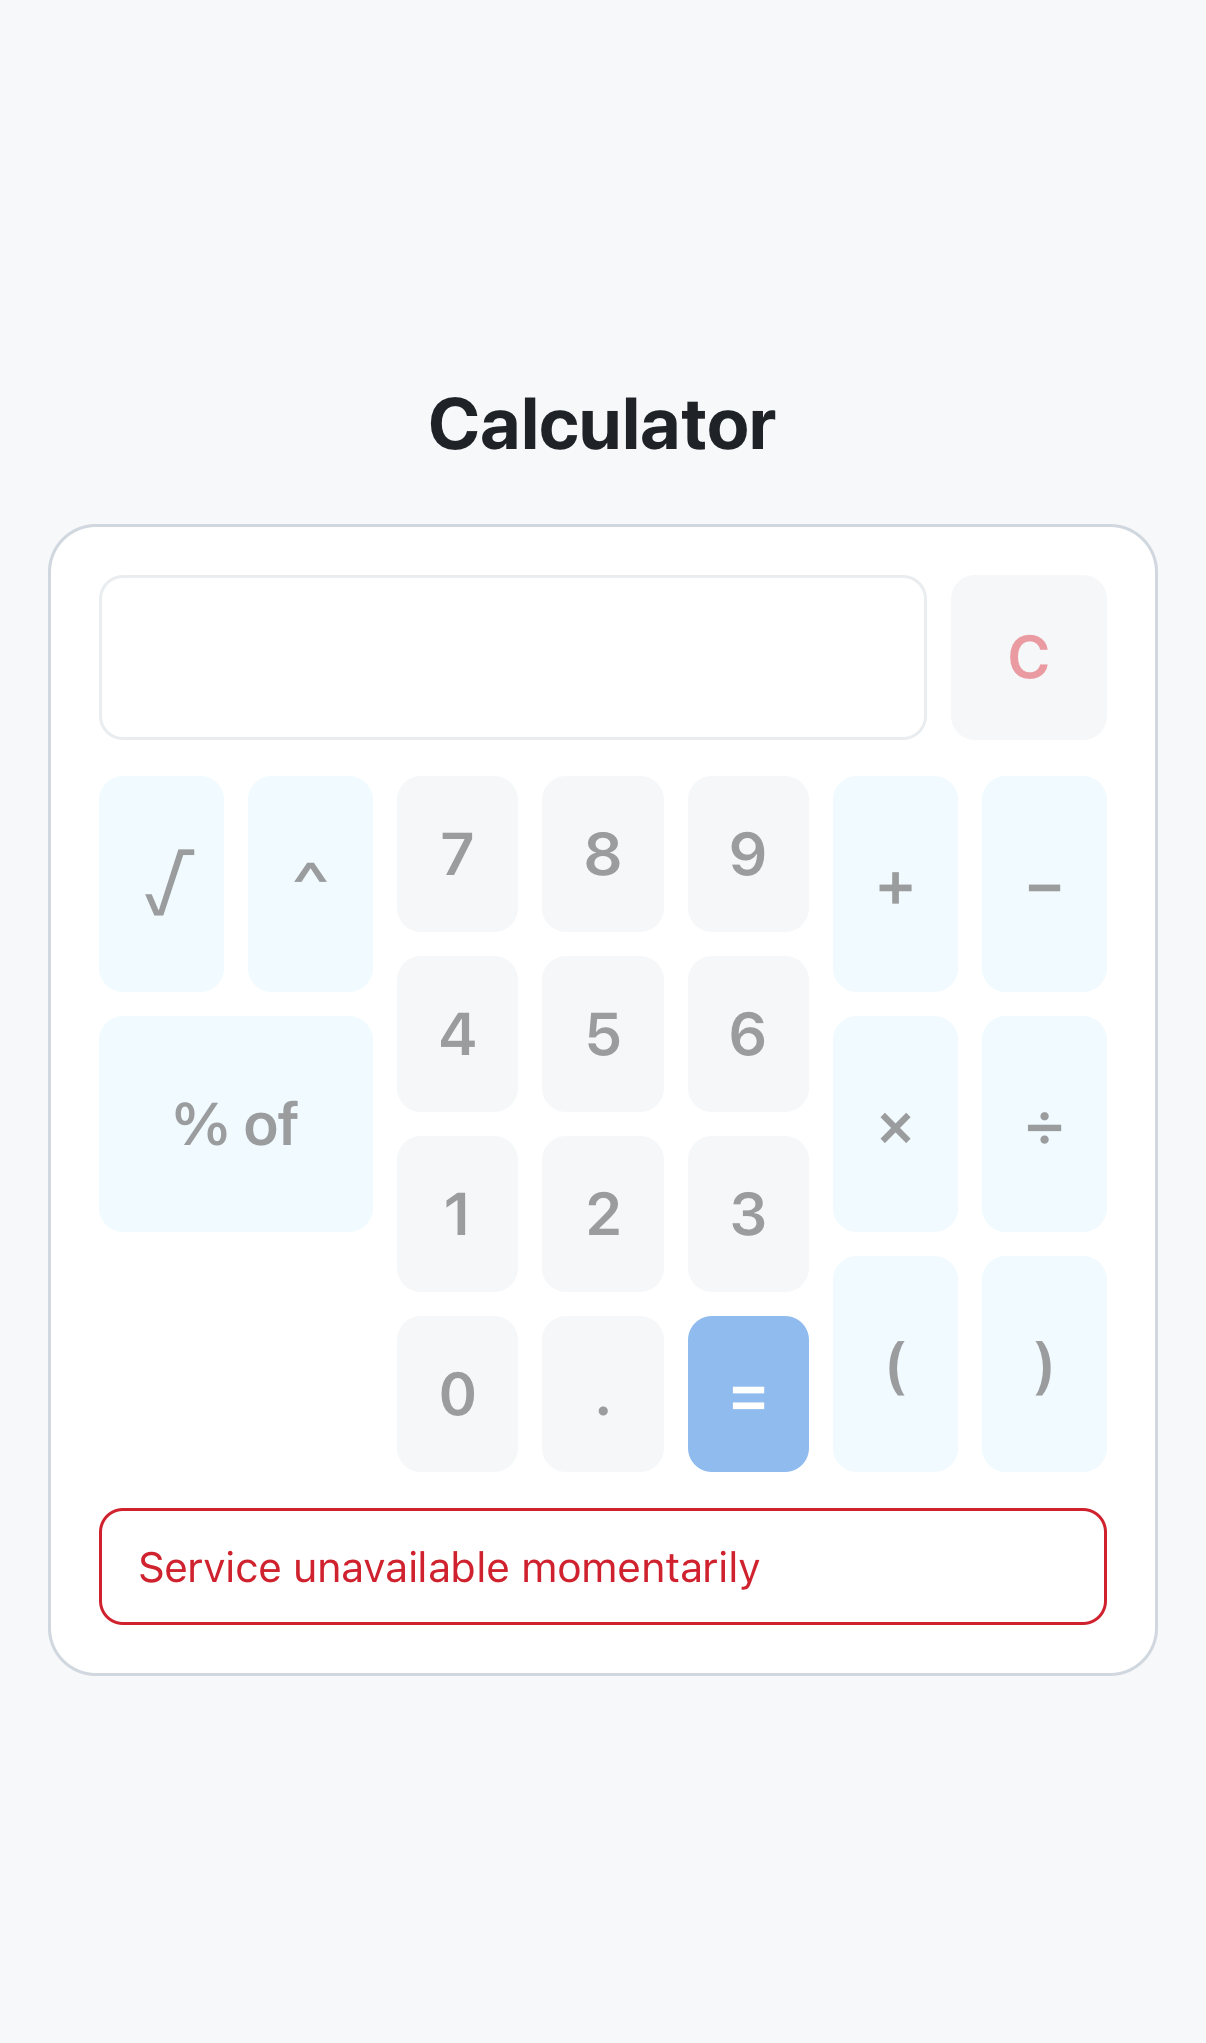 Calculator
C
√ ^ 7 8 9 + −
4 5 6
% of × ÷
1 2 3
( )
0 . =
Service unavailable momentarily